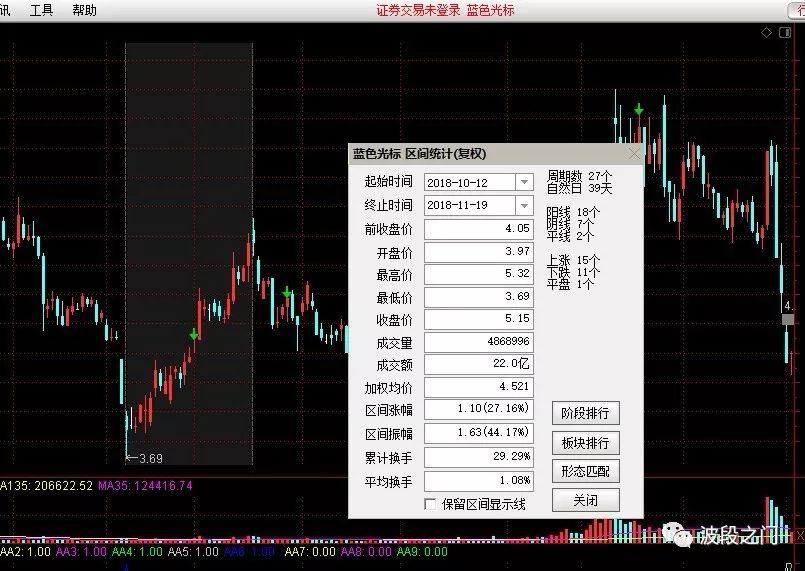 讯 工具 帮助 证券交易未登录 蓝色光标
蓝色光标 区间统计(复权)
起始时间 2018-10-12
终止时间 2018-11-19
前收盘价 4.05
开盘价 3.97
最高价 5.32
最低价 3.69
收盘价 5.15
成交量 4868996
成交额 22.0亿
加权均价 4.521
区间涨幅 1.10(27.16%)
区间振幅 1.63(44.17%)
累计换手 29.29%
平均换手 1.08%
保留区间显示线
周期数 27个
自然日 39天
阳线 18个
阴线 7个
平线 2个
上涨 15个
下跌 11个
平盘 1个
阶段排行
板块排行
形态匹配
关闭
4.
←3.69
A135: 206622.52 MA35: 124416.74
波段之门
AA2: 1.00 AA3: 1.00 AA4: 1.00 AA5: 1.00 AA6: 1.00 AA7: 0.00 AA8: 0.00 AA9: 0.00